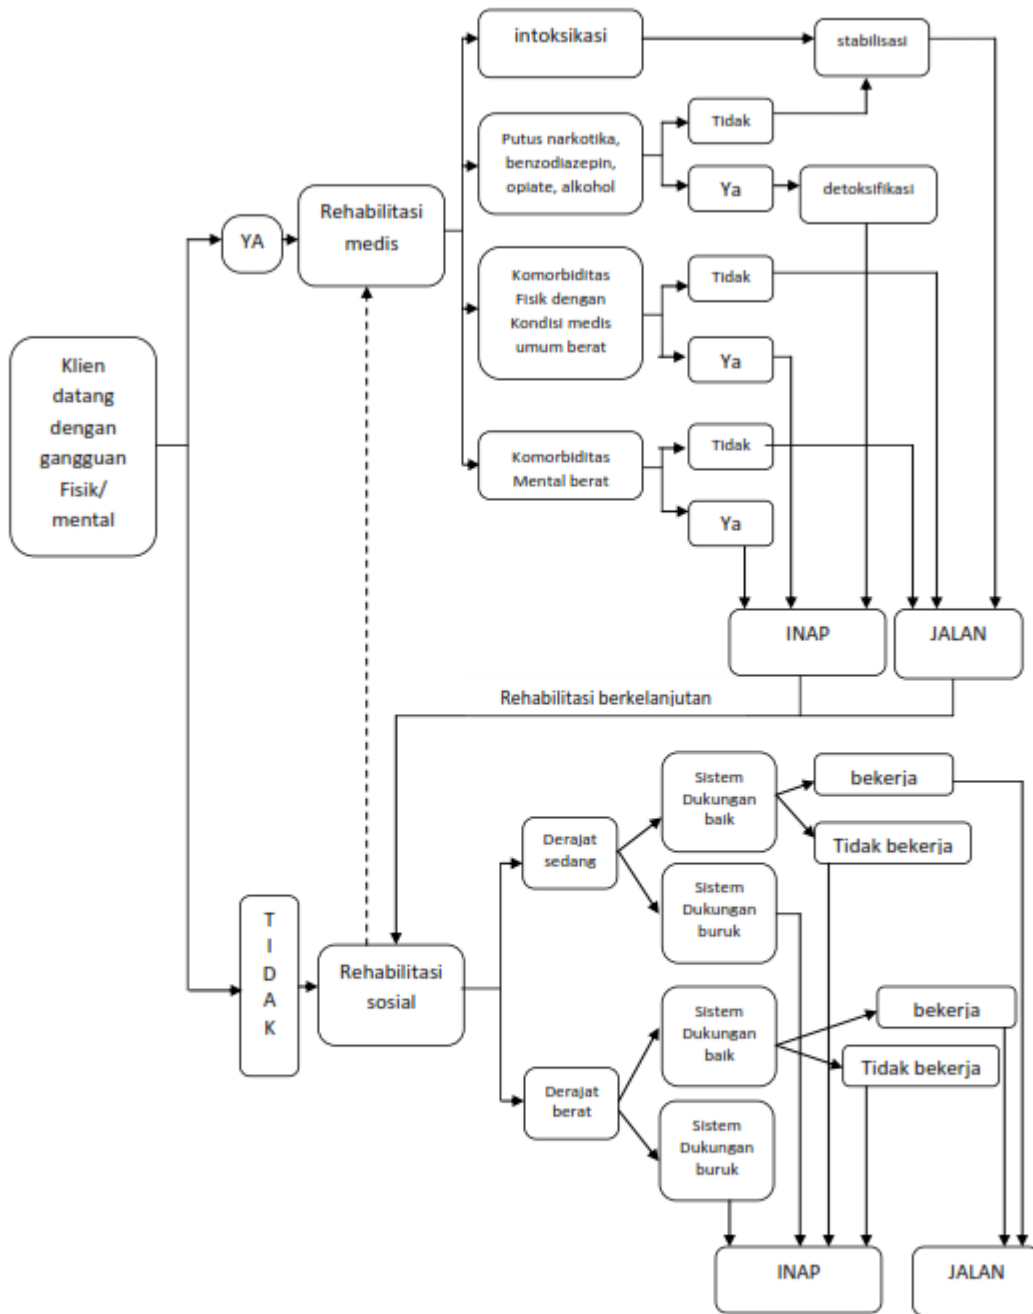 intoksikasi
stabilisasi
Putus narkotika,
benzodiazepin,
opiate, alkohol
Tidak
Ya
detoksifikasi
YA
Rehabilitasi
medis
Komorbiditas
Fisik dengan
Kondisi medis
umum berat
Tidak
Ya
Klien
datang
dengan
gangguan
Fisik/
mental
Komorbiditas
Mental berat
Tidak
Ya
INAP
JALAN
Rehabilitasi berkelanjutan
Sistem
Dukungan
baik
bekerja
Tidak bekerja
Derajat
sedang
Sistem
Dukungan
buruk
T
I
D
A
K
Rehabilitasi
sosial
Sistem
Dukungan
baik
bekerja
Tidak bekerja
Derajat
berat
Sistem
Dukungan
buruk
INAP
JALAN